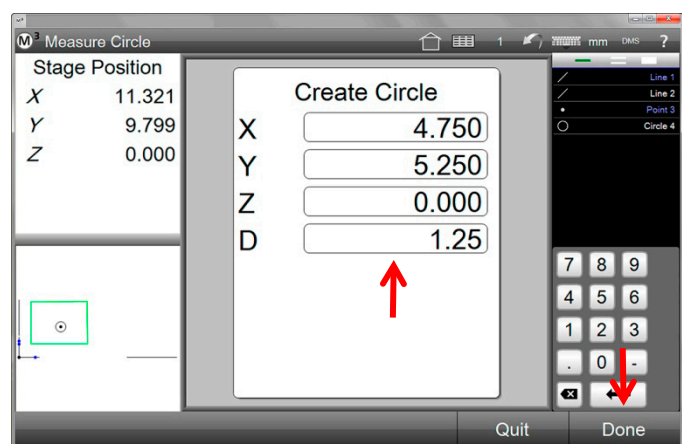 M3 Measure Circle 1 mm DMS ?
Stage Position
X 11.321
Y 9.799
Z 0.000
Create Circle
X 4.750
Y 5.250
Z 0.000
D 1.25
Line 1
Line 2
Point 3
Circle 4
7 8 9
4 5 6
1 2 3
. 0 -
Quit Done